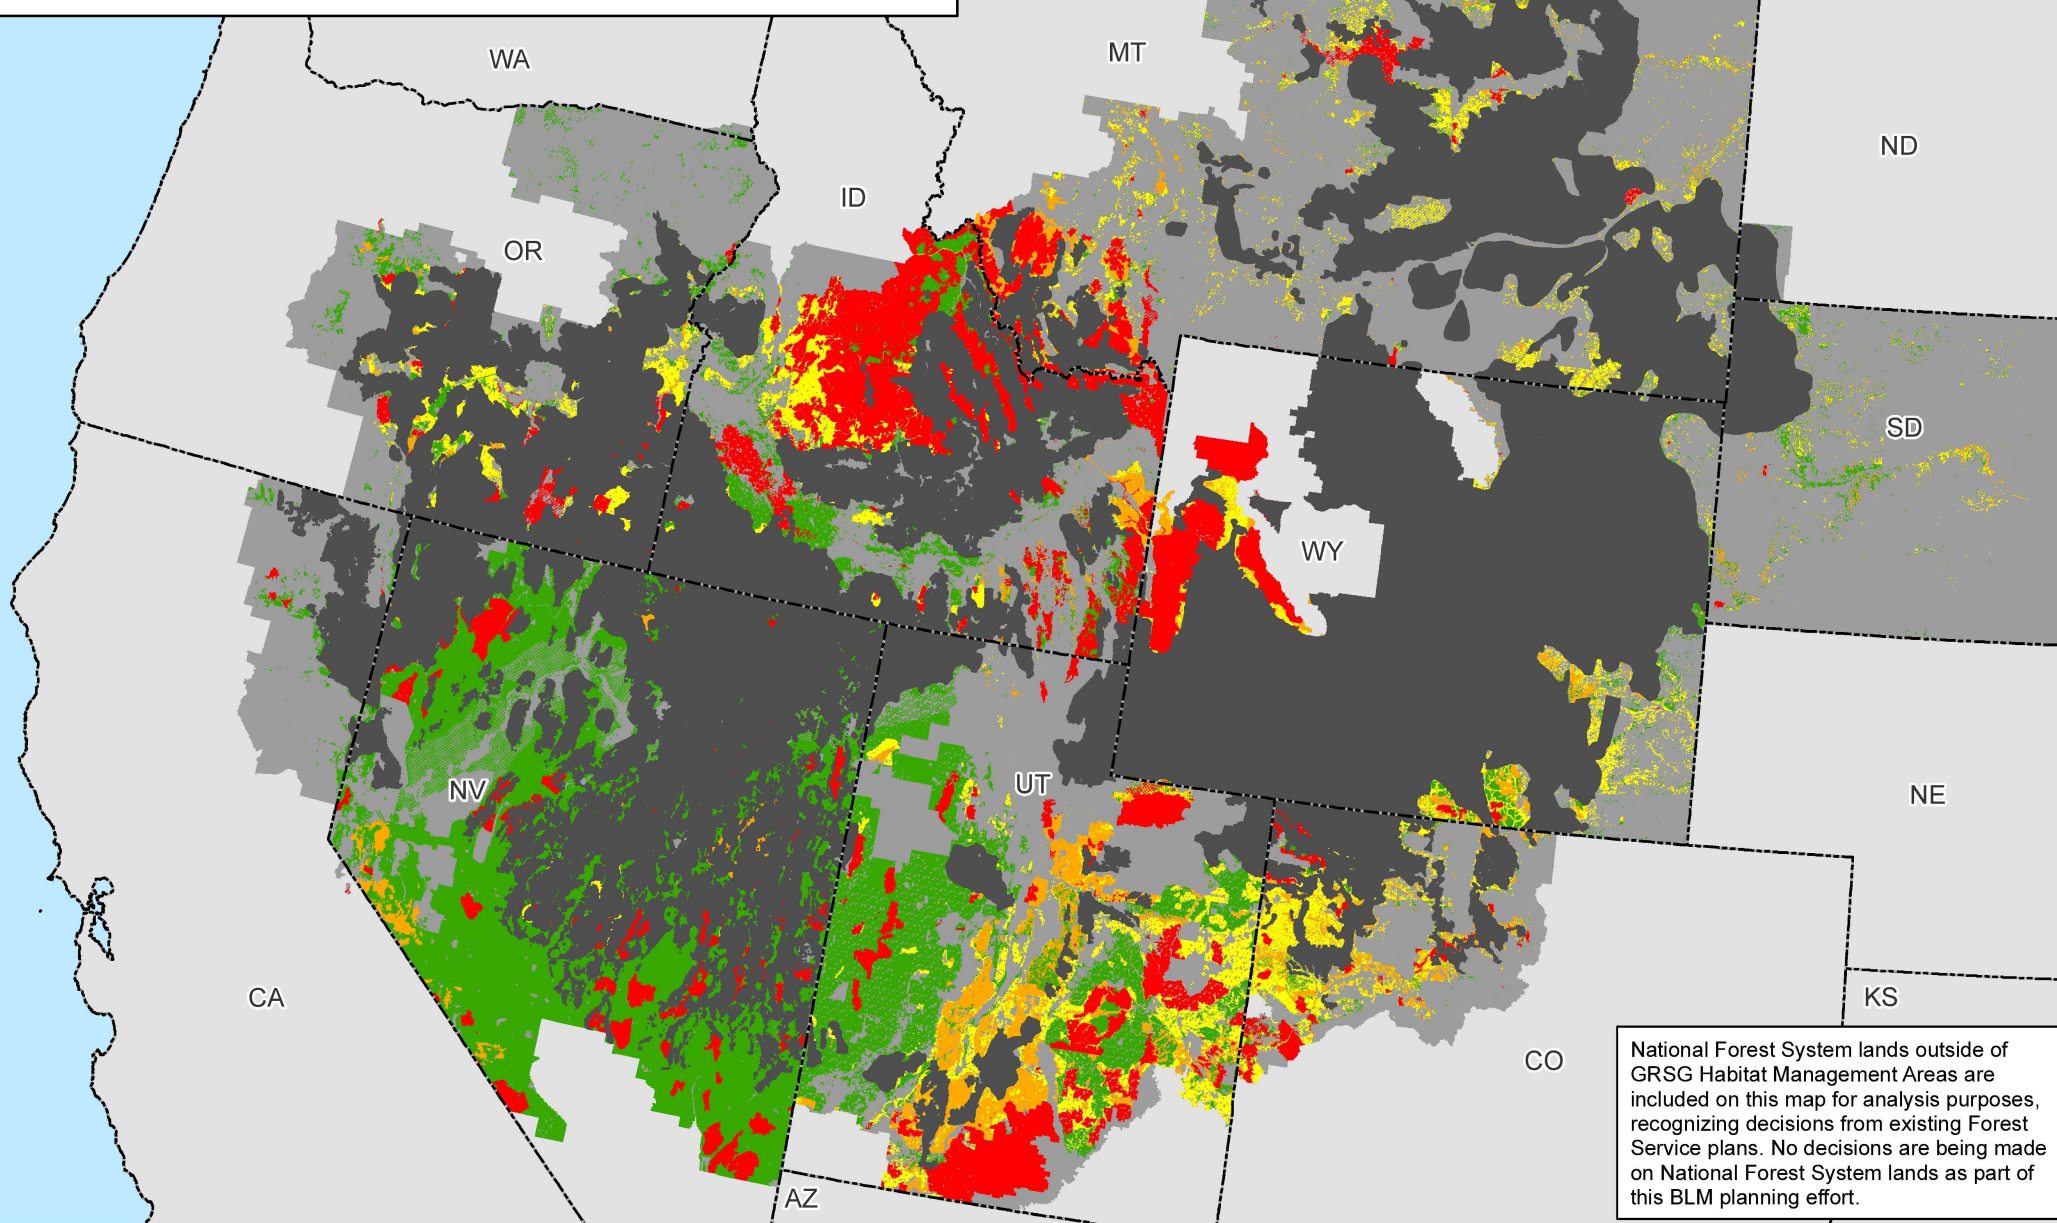 WA
MT
ND
ID
OR
SD
WY
NV
UT
NE
CA
KS
CO
AZ
National Forest System lands outside of
GRSG Habitat Management Areas are
included on this map for analysis purposes,
recognizing decisions from existing Forest
Service plans. No decisions are being made
on National Forest System lands as part of
this BLM planning effort.